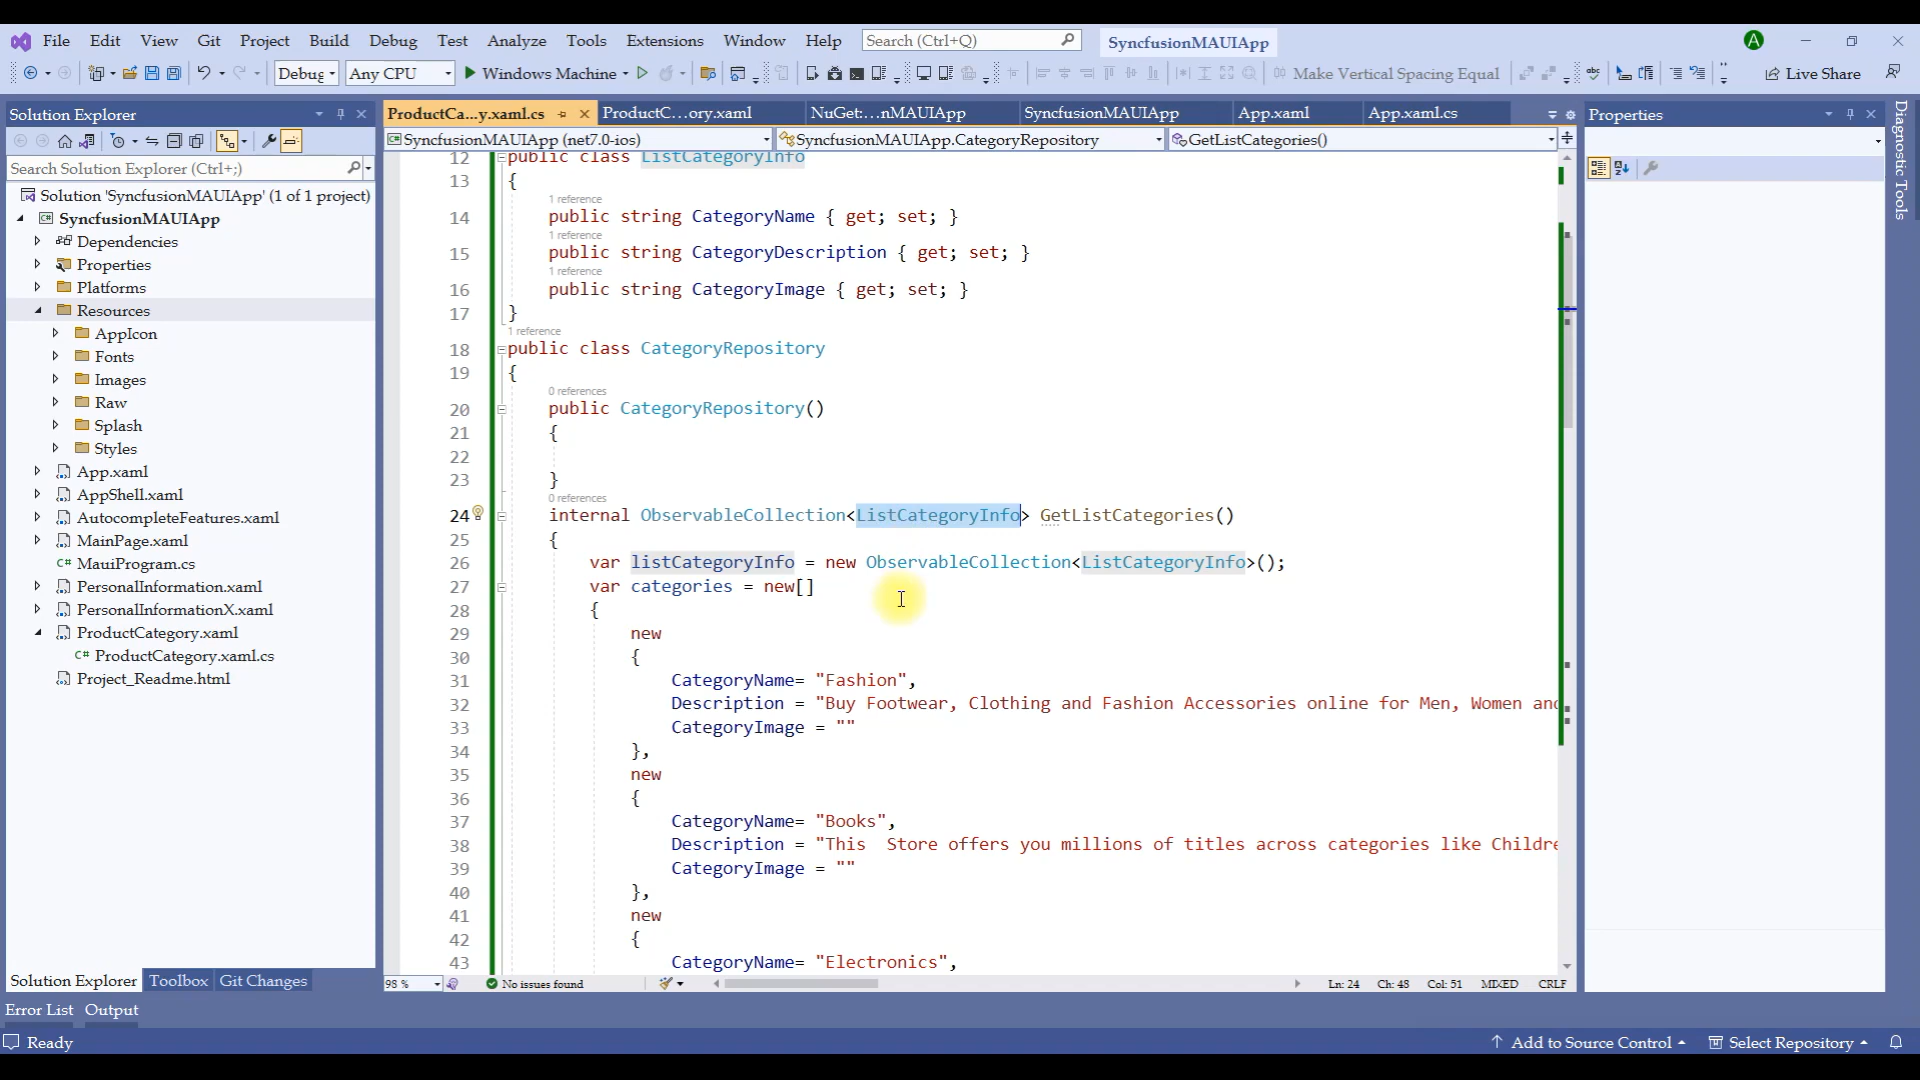 File Edit View Git Project Build Debug Test Analyze Tools Extensions Window Help Search (Ctrl+Q) SyncfusionMAUIApp A
Debug Any CPU Windows Machine Make Vertical Spacing Equal Live Share
Solution Explorer
Search Solution Explorer (Ctrl+;)
Solution 'SyncfusionMAUIApp' (1 of 1 project)
SyncfusionMAUIApp
Dependencies
Properties
Platforms
Resources
AppIcon
Fonts
Images
Raw
Splash
Styles
App.xaml
AppShell.xaml
AutocompleteFeatures.xaml
MainPage.xaml
MauiProgram.cs
PersonalInformation.xaml
PersonalInformationX.xaml
ProductCategory.xaml
C# ProductCategory.xaml.cs
Project_Readme.html
Solution Explorer Toolbox Git Changes
ProductCa...y.xaml.cs ProductC...ory.xaml NuGet:...nMAUIApp SyncfusionMAUIApp App.xaml App.xaml.cs
SyncfusionMAUIApp (net7.0-ios) SyncfusionMAUIApp.CategoryRepository GetListCategories()
12 public class ListCategoryInfo
13 {
1 reference
14 public string CategoryName { get; set; }
1 reference
15 public string CategoryDescription { get; set; }
1 reference
16 public string CategoryImage { get; set; }
17 }
1 reference
18 public class CategoryRepository
19 {
0 references
20 public CategoryRepository()
21 {
22
23 }
0 references
24 internal ObservableCollection<ListCategoryInfo> GetListCategories()
25 {
26 var listCategoryInfo = new ObservableCollection<ListCategoryInfo>();
27 var categories = new[]
28 {
29 new
30 {
31 CategoryName= "Fashion",
32 Description = "Buy Footwear, Clothing and Fashion Accessories online for Men, Women and
33 CategoryImage = ""
34 },
35 new
36 {
37 CategoryName= "Books",
38 Description = "This  Store offers you millions of titles across categories like Childre
39 CategoryImage = ""
40 },
41 new
42 {
43 CategoryName= "Electronics",
98 % No issues found Ln: 24 Ch: 48 Col: 51 MIXED CRLF
Properties
Diagnostic Tools
Error List Output
Ready Add to Source Control Select Repository